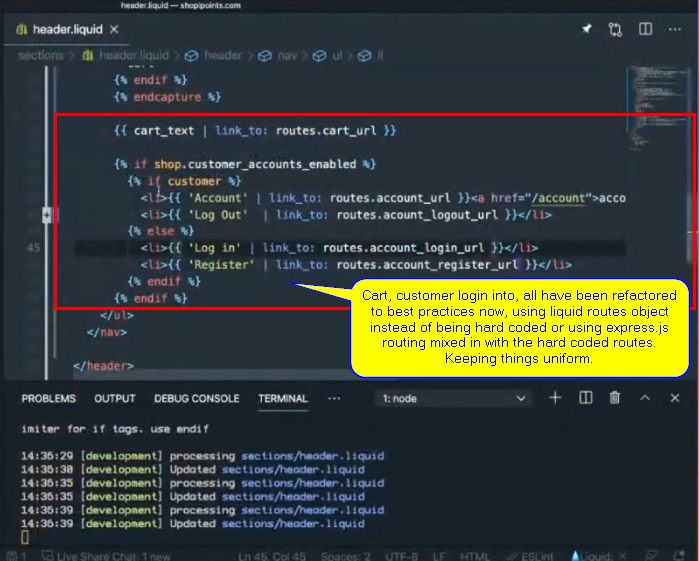 header.liquid — shopipoints.com
header.liquid ×
sections > header.liquid > header > nav > ul > li
{% endif %}
{% endcapture %}
{{ cart_text | link_to: routes.cart_url }}
{% if shop.customer_accounts_enabled %}
{% if customer %}
<li>{{ 'Account' | link_to: routes.account_url }}<a href="/account">acco
<li>{{ 'Log Out' | link_to: routes.account_logout_url }}</li>
{% else %}
45 <li>{{ 'Log in' | link_to: routes.account_login_url }}</li>
<li>{{ 'Register' | link_to: routes.account_register_url }}</li>
{% endif %}
{% endif %}
</ul>
</nav>
</header>
Cart, customer login into, all have been refactored
to best practices now, using liquid routes object
instead of being hard coded or using express.js
routing mixed in with the hard coded routes.
Keeping things uniform.
PROBLEMS OUTPUT DEBUG CONSOLE TERMINAL ··· 1: node
imiter for if tags. use endif
14:36:29 [development] processing sections/header.liquid
14:36:30 [development] Updated sections/header.liquid
14:36:35 [development] processing sections/header.liquid
14:36:35 [development] Updated sections/header.liquid
14:36:39 [development] processing sections/header.liquid
14:36:39 [development] Updated sections/header.liquid
1 Live Share Chat: 1 new Ln 45, Col 45 Spaces: 2 UTF-8 LF HTML ESLint Liquid: ×